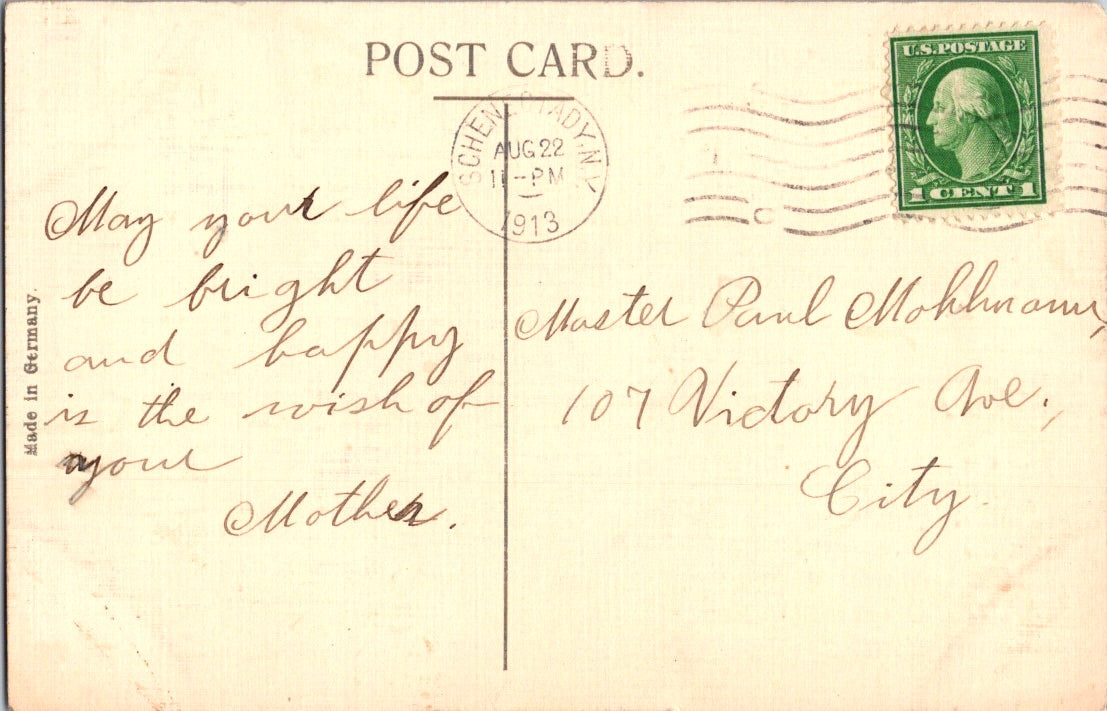 POST CARD.
U.S. POSTAGE
1 CENT 1
SCHENECTADY, N.Y.
AUG 22
11-PM
1913
May your life
be bright
and happy
is the wish of
your
Mother.
Master Paul Mohlmann,
107 Victory Ave.,
City.
Made in Germany.